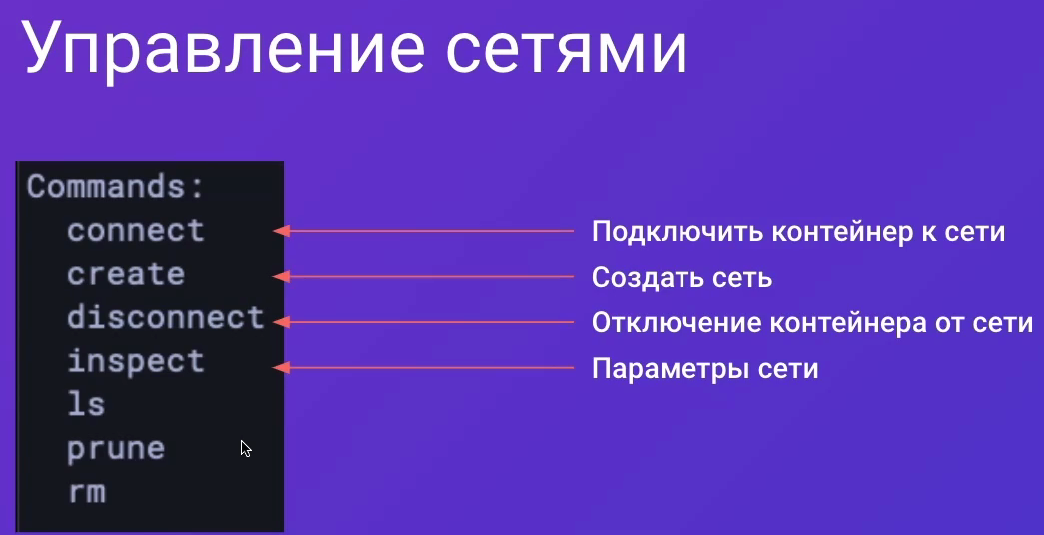 Управление сетями
Commands:
connect
Подключить контейнер к сети
create
Создать сеть
disconnect
Отключение контейнера от сети
inspect
Параметры сети
ls
prune
rm